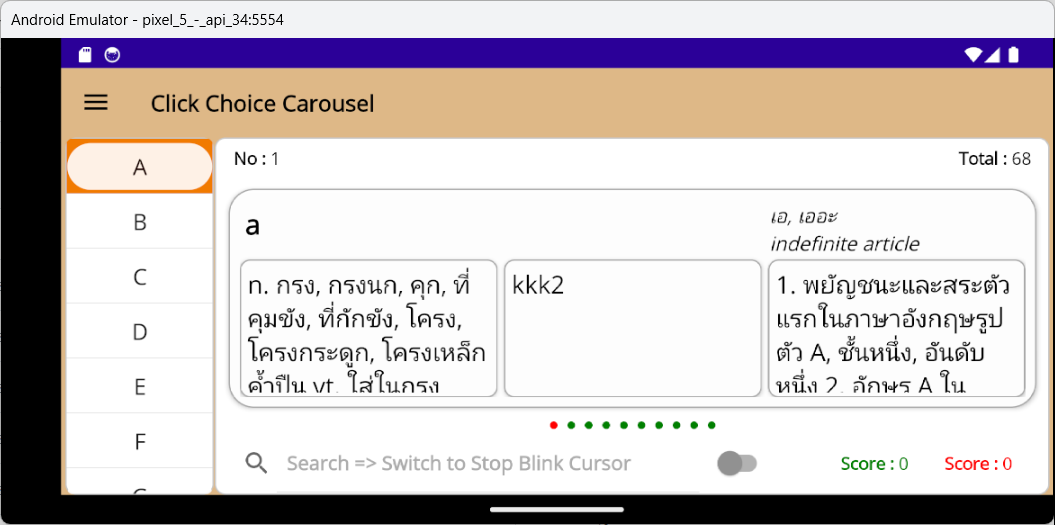 Android Emulator - pixel_5_-_api_34:5554
Click Choice Carousel
A
B
C
D
E
F
No : 1
Total : 68
a
เอ, เออะ
indefinite article
n. กรง, กรงนก, คุก, ที่
คุมขัง, ที่กักขัง, โครง,
โครงกระดูก, โครงเหล็ก
ค้ำปืน vt. ใส่ในกรง
kkk2
1. พยัญชนะและสระตัว
แรกในภาษาอังกฤษรูป
ตัว A, ชั้นหนึ่ง, อันดับ
หนึ่ง 2. อักษร A ใน
Search => Switch to Stop Blink Cursor
Score : 0
Score : 0